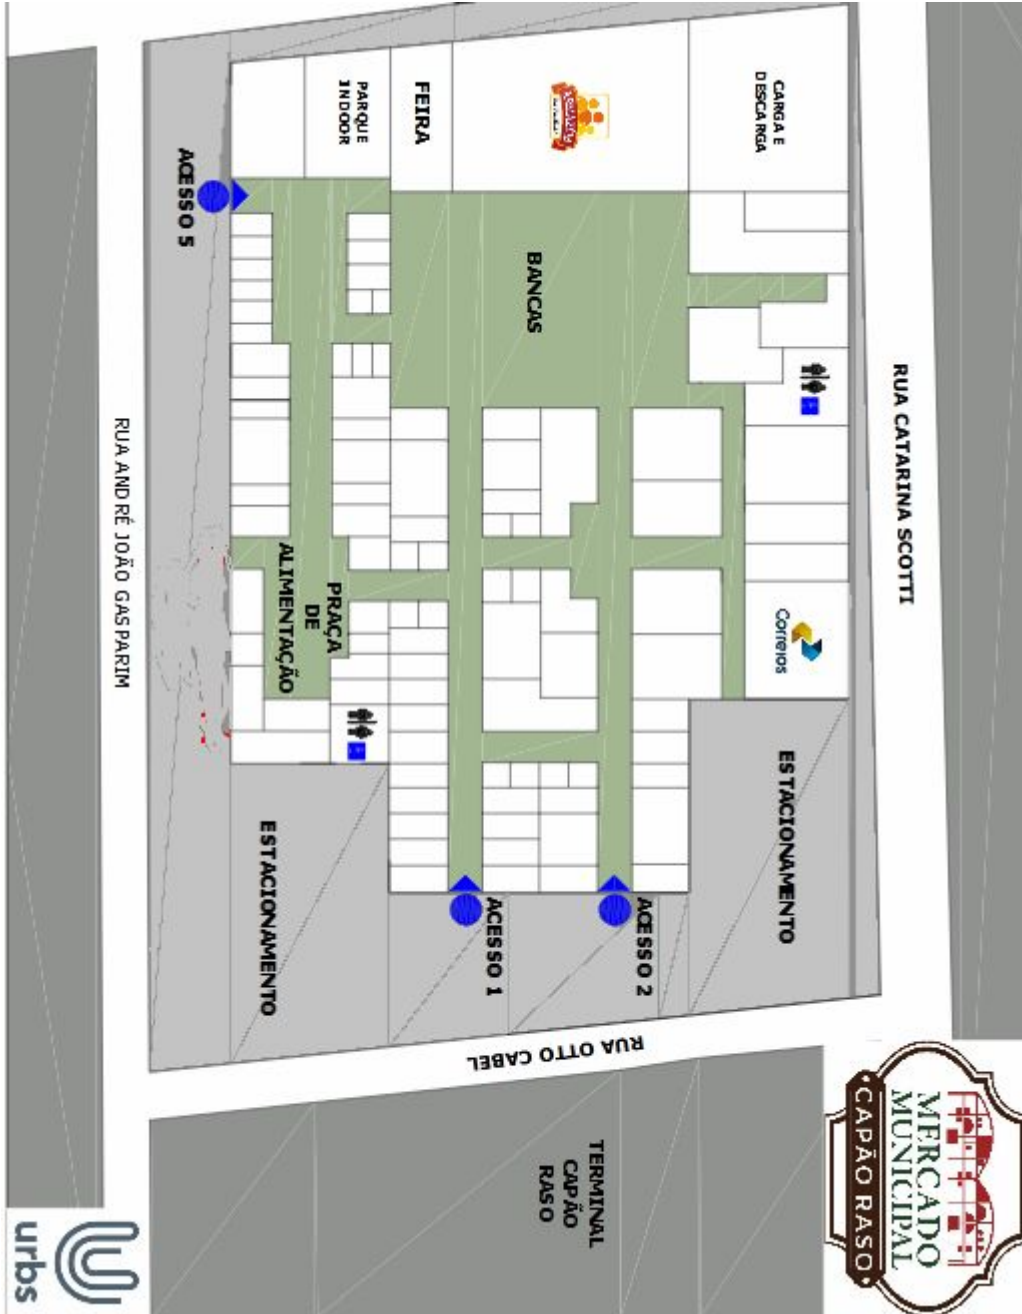 MERCADO
MUNICIPAL
CAPÃO RASO
RUA CATARINA SCOTTI
CARGA E
DESCARGA
Correios
ESTACIONAMENTO
BANCAS
ACESSO 2
ACESSO 1
RUA OTTO CABEL
TERMINAL
CAPÃO
RASO
FEIRA
PARQUE
INDOOR
PRAÇA
DE
ALIMENTAÇÃO
ESTACIONAMENTO
ACESSO 5
RUA ANDRÉ JOÃO GASPARIM
urbs